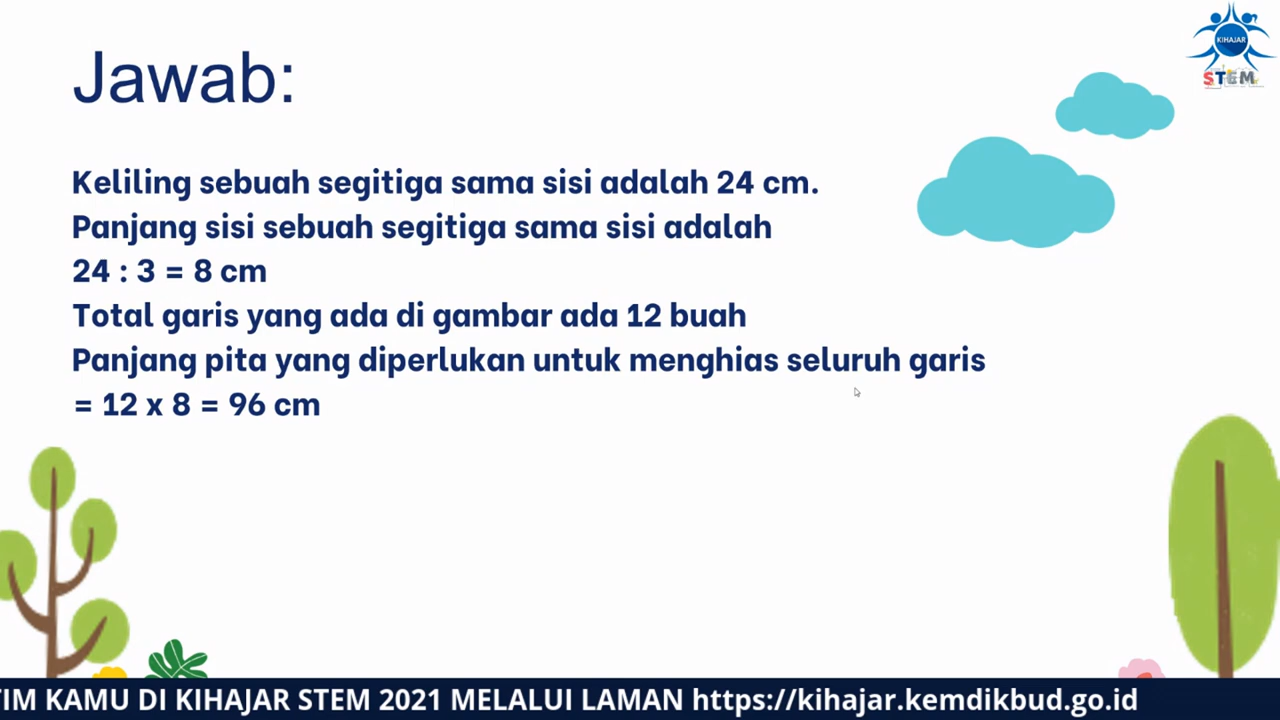 KIHAJAR
STEM
Jawab:
Keliling sebuah segitiga sama sisi adalah 24 cm.
Panjang sisi sebuah segitiga sama sisi adalah
24 : 3 = 8 cm
Total garis yang ada di gambar ada 12 buah
Panjang pita yang diperlukan untuk menghias seluruh garis
= 12 x 8 = 96 cm
TIM KAMU DI KIHAJAR STEM 2021 MELALUI LAMAN https://kihajar.kemdikbud.go.id